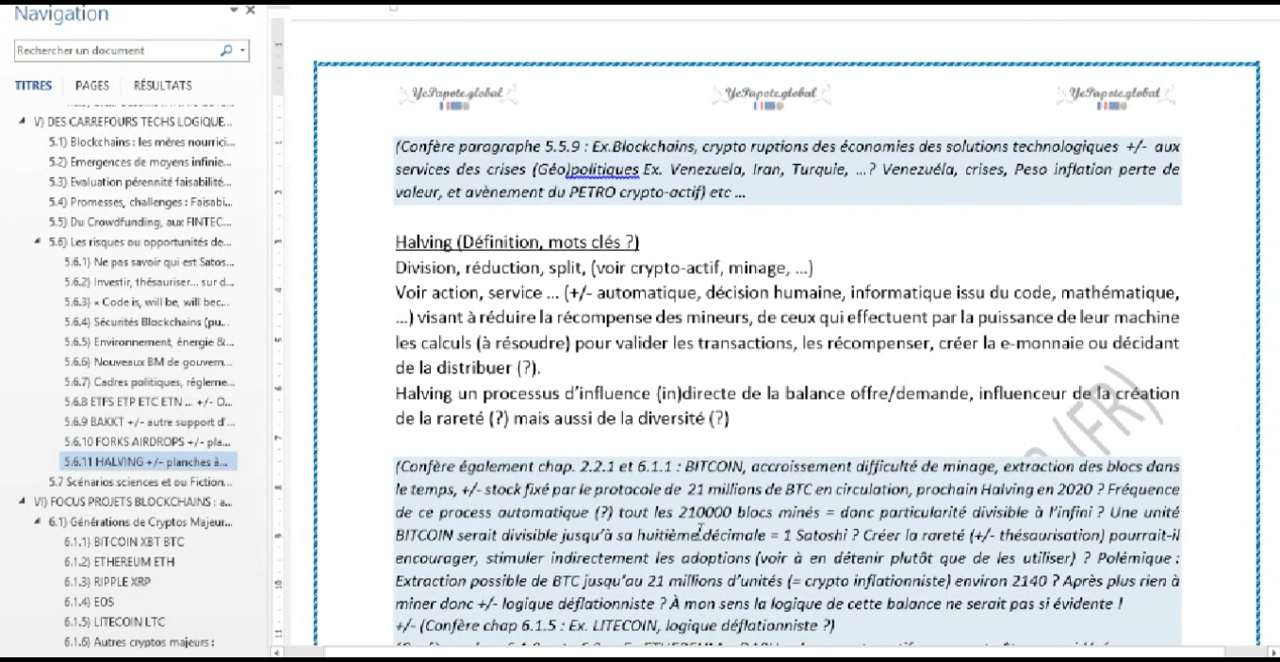 Navigation
Rechercher un document
TITRES PAGES RÉSULTATS
V) DES CARREFOURS TECHS LOGIQUE...
5.1) Blockchains : les mères nourrici...
5.2) Emergences de moyens infinie...
5.3) Evaluation pérennité faisabilité...
5.4) Promesses, challenges : Faisabi...
5.5) Du Crowdfunding, aux FINTEC...
5.6) Les risques ou opportunités de...
5.6.1) Ne pas savoir qui est Satos...
5.6.2) Investir, thésauriser... sur d...
5.6.3) « Code is, will be, will bec...
5.6.4) Sécurités Blockchains (pu...
5.6.5) Environnement, énergie &...
5.6.6) Nouveaux BM de gouvern...
5.6.7) Cadres politiques, régleme...
5.6.8 ETFS ETP ETC ETN ... +/- O...
5.6.9 BAKKT +/- autre support d'...
5.6.10 FORKS AIRDROPS +/- pla...
5.6.11 HALVING +/- planches à...
5.7 Scénarios sciences et ou Fiction...
VI) FOCUS PROJETS BLOCKCHAINS : a...
6.1) Générations de Cryptos Majeur...
6.1.1) BITCOIN XBT BTC
6.1.2) ETHEREUM ETH
6.1.3) RIPPLE XRP
6.1.4) EOS
6.1.5) LITECOIN LTC
6.1.6) Autres cryptos majeurs :
YcPapote.global YcPapote.global YcPapote.global
(Confère paragraphe 5.5.9 : Ex.Blockchains, crypto ruptions des économies des solutions technologiques +/- aux
services des crises (Géo)politiques Ex. Venezuela, Iran, Turquie, ...? Venezuéla, crises, Peso inflation perte de
valeur, et avènement du PETRO crypto-actif) etc ...
Halving (Définition, mots clés ?)
Division, réduction, split, (voir crypto-actif, minage, ...)
Voir action, service ... (+/- automatique, décision humaine, informatique issu du code, mathématique,
...) visant à réduire la récompense des mineurs, de ceux qui effectuent par la puissance de leur machine
les calculs (à résoudre) pour valider les transactions, les récompenser, créer la e-monnaie ou décidant
de la distribuer (?).
Halving un processus d'influence (in)directe de la balance offre/demande, influenceur de la création
de la rareté (?) mais aussi de la diversité (?)
(FR)
(Confère également chap. 2.2.1 et 6.1.1 : BITCOIN, accroissement difficulté de minage, extraction des blocs dans
le temps, +/- stock fixé par le protocole de 21 millions de BTC en circulation, prochain Halving en 2020 ? Fréquence
de ce process automatique (?) tout les 210000 blocs minés = donc particularité divisible à l'infini ? Une unité
BITCOIN serait divisible jusqu'à sa huitième décimale = 1 Satoshi ? Créer la rareté (+/- thésaurisation) pourrait-il
encourager, stimuler indirectement les adoptions (voir à en détenir plutôt que de les utiliser) ? Polémique :
Extraction possible de BTC jusqu'au 21 millions d'unités (= crypto inflationniste) environ 2140 ? Après plus rien à
miner donc +/- logique déflationniste ? À mon sens la logique de cette balance ne serait pas si évidente !
+/- (Confère chap 6.1.5 : Ex. LITECOIN, logique déflationniste ?)